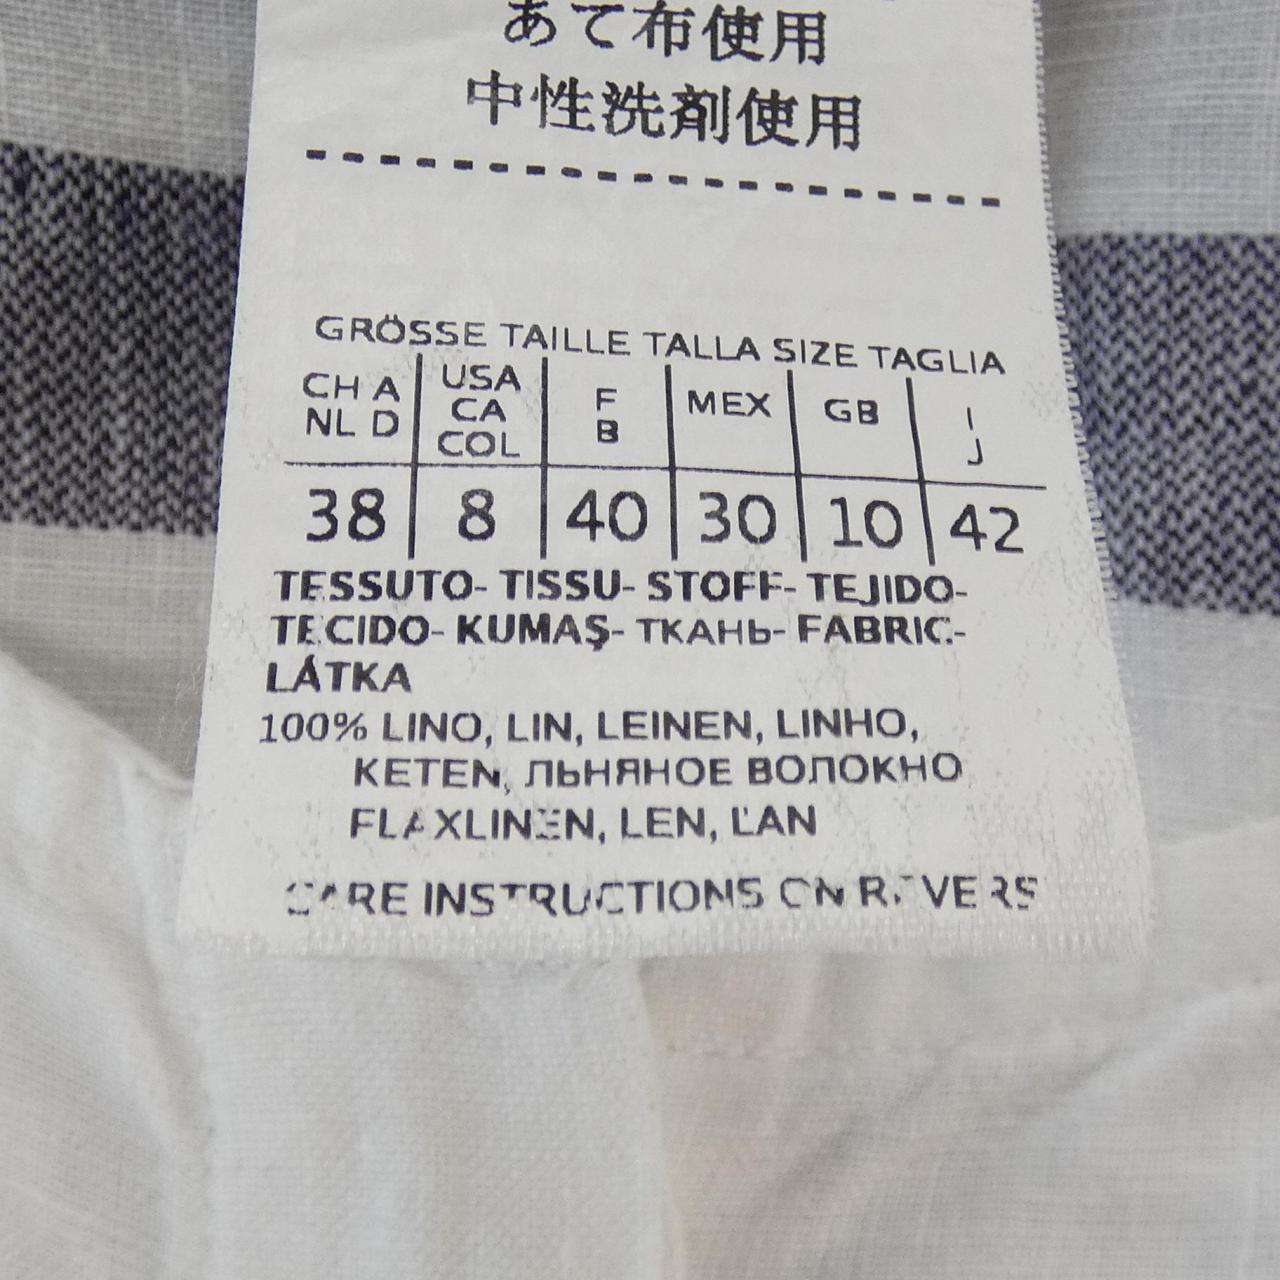 あて布使用
中性洗剤使用
GRÖSSE TAILLE TALLA SIZE TAGLIA
CH A
NL D
USA
CA
COL
F
B
MEX
GB
I
J
38 8 40 30 10 42
TESSUTO- TISSU- STOFF- TEJIDO-
TECIDO- KUMAŞ- ТКАНЬ- FABRIC.-
LÁTKA
100% LINO, LIN, LEINEN, LINHO,
KETEN, ЛЬНЯНОЕ ВОЛОКНО
FLAXLINEN, LEN, ĽAN
CARE INSTRUCTIONS ON REVERS